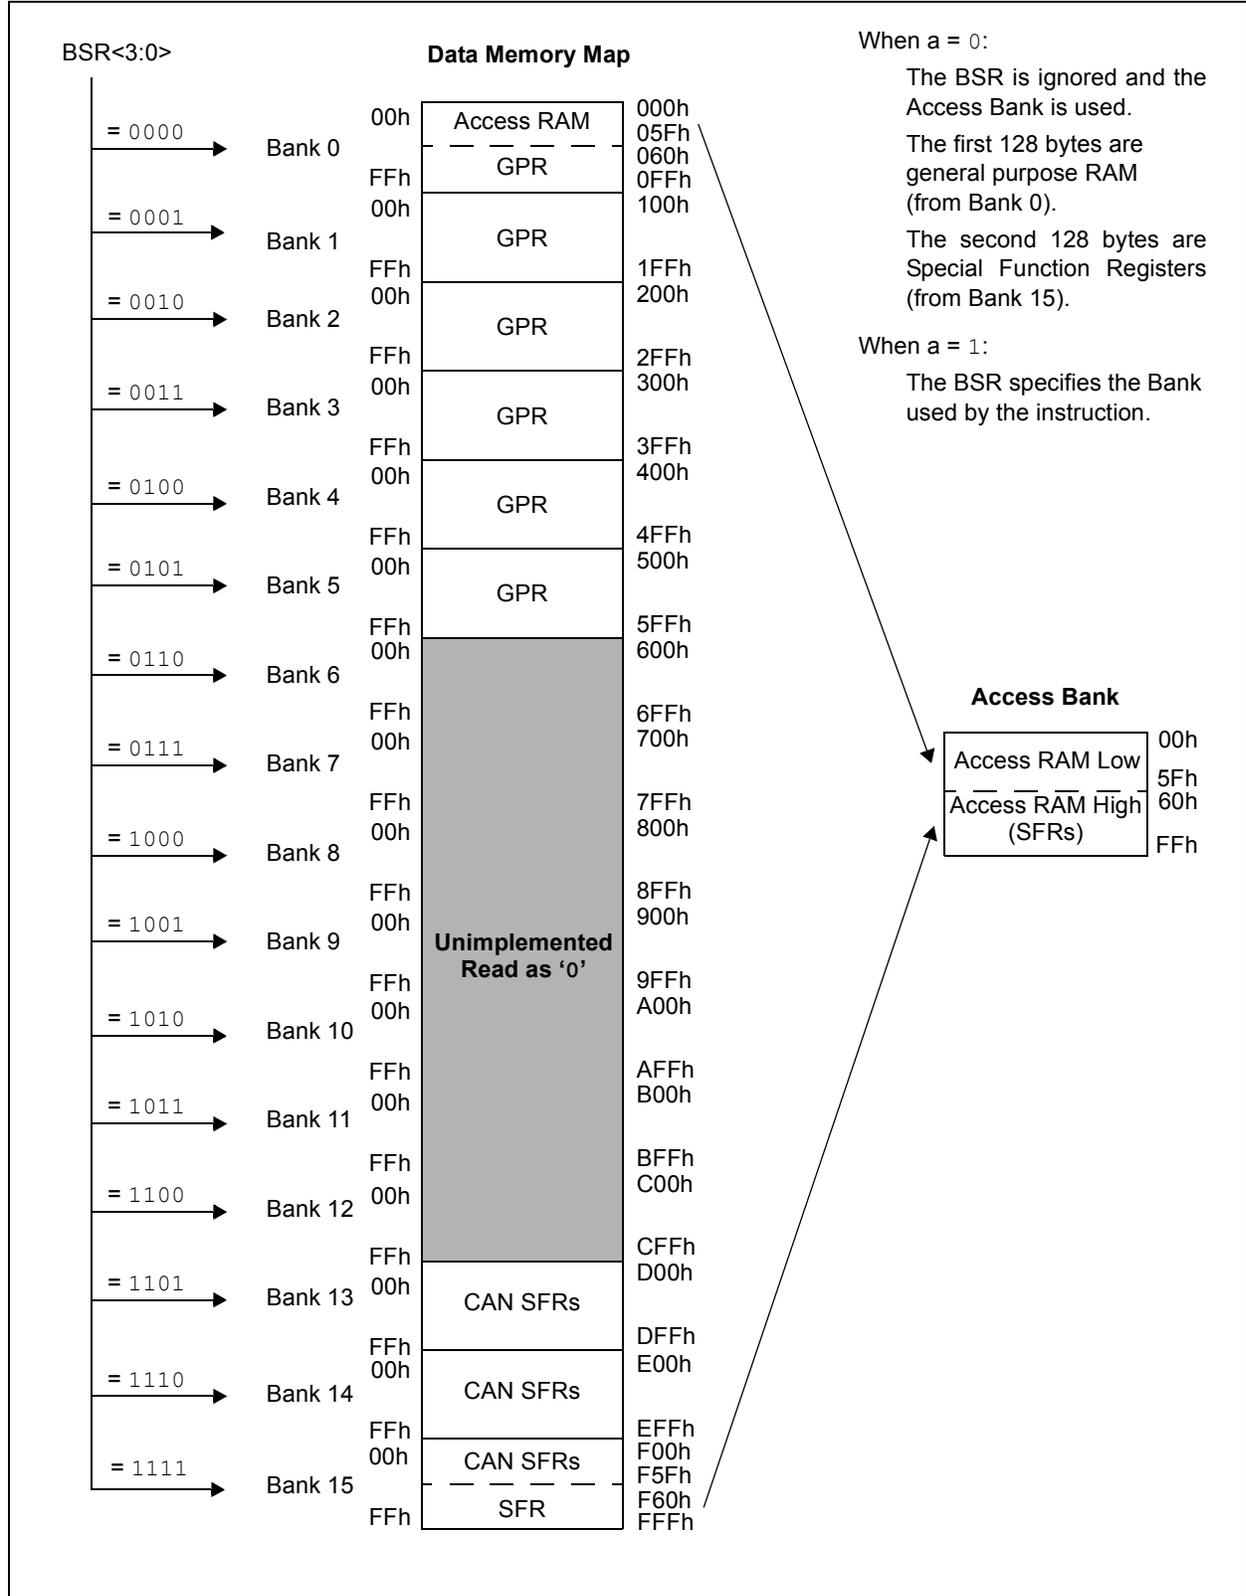 BSR<3:0>
Data Memory Map
When a = 0:
The BSR is ignored and the
Access Bank is used.
The first 128 bytes are
general purpose RAM
(from Bank 0).
The second 128 bytes are
Special Function Registers
(from Bank 15).
When a = 1:
The BSR specifies the Bank
used by the instruction.
= 0000
Bank 0
00h
Access RAM
000h
05Fh
GPR
060h
FFh
0FFh
= 0001
Bank 1
00h
GPR
100h
FFh
1FFh
= 0010
Bank 2
00h
GPR
200h
FFh
2FFh
= 0011
Bank 3
00h
GPR
300h
FFh
3FFh
= 0100
Bank 4
00h
GPR
400h
FFh
4FFh
= 0101
Bank 5
00h
GPR
500h
FFh
5FFh
= 0110
Bank 6
00h
600h
FFh
6FFh
= 0111
Bank 7
00h
700h
FFh
7FFh
= 1000
Bank 8
00h
800h
FFh
8FFh
= 1001
Bank 9
00h
900h
Unimplemented
Read as ‘0’
FFh
9FFh
= 1010
Bank 10
00h
A00h
FFh
AFFh
= 1011
Bank 11
00h
B00h
FFh
BFFh
= 1100
Bank 12
00h
C00h
FFh
CFFh
= 1101
Bank 13
00h
CAN SFRs
D00h
FFh
DFFh
= 1110
Bank 14
00h
CAN SFRs
E00h
FFh
EFFh
= 1111
Bank 15
00h
CAN SFRs
F00h
F5Fh
SFR
F60h
FFh
FFFh
Access Bank
Access RAM Low
00h
5Fh
Access RAM High
(SFRs)
60h
FFh